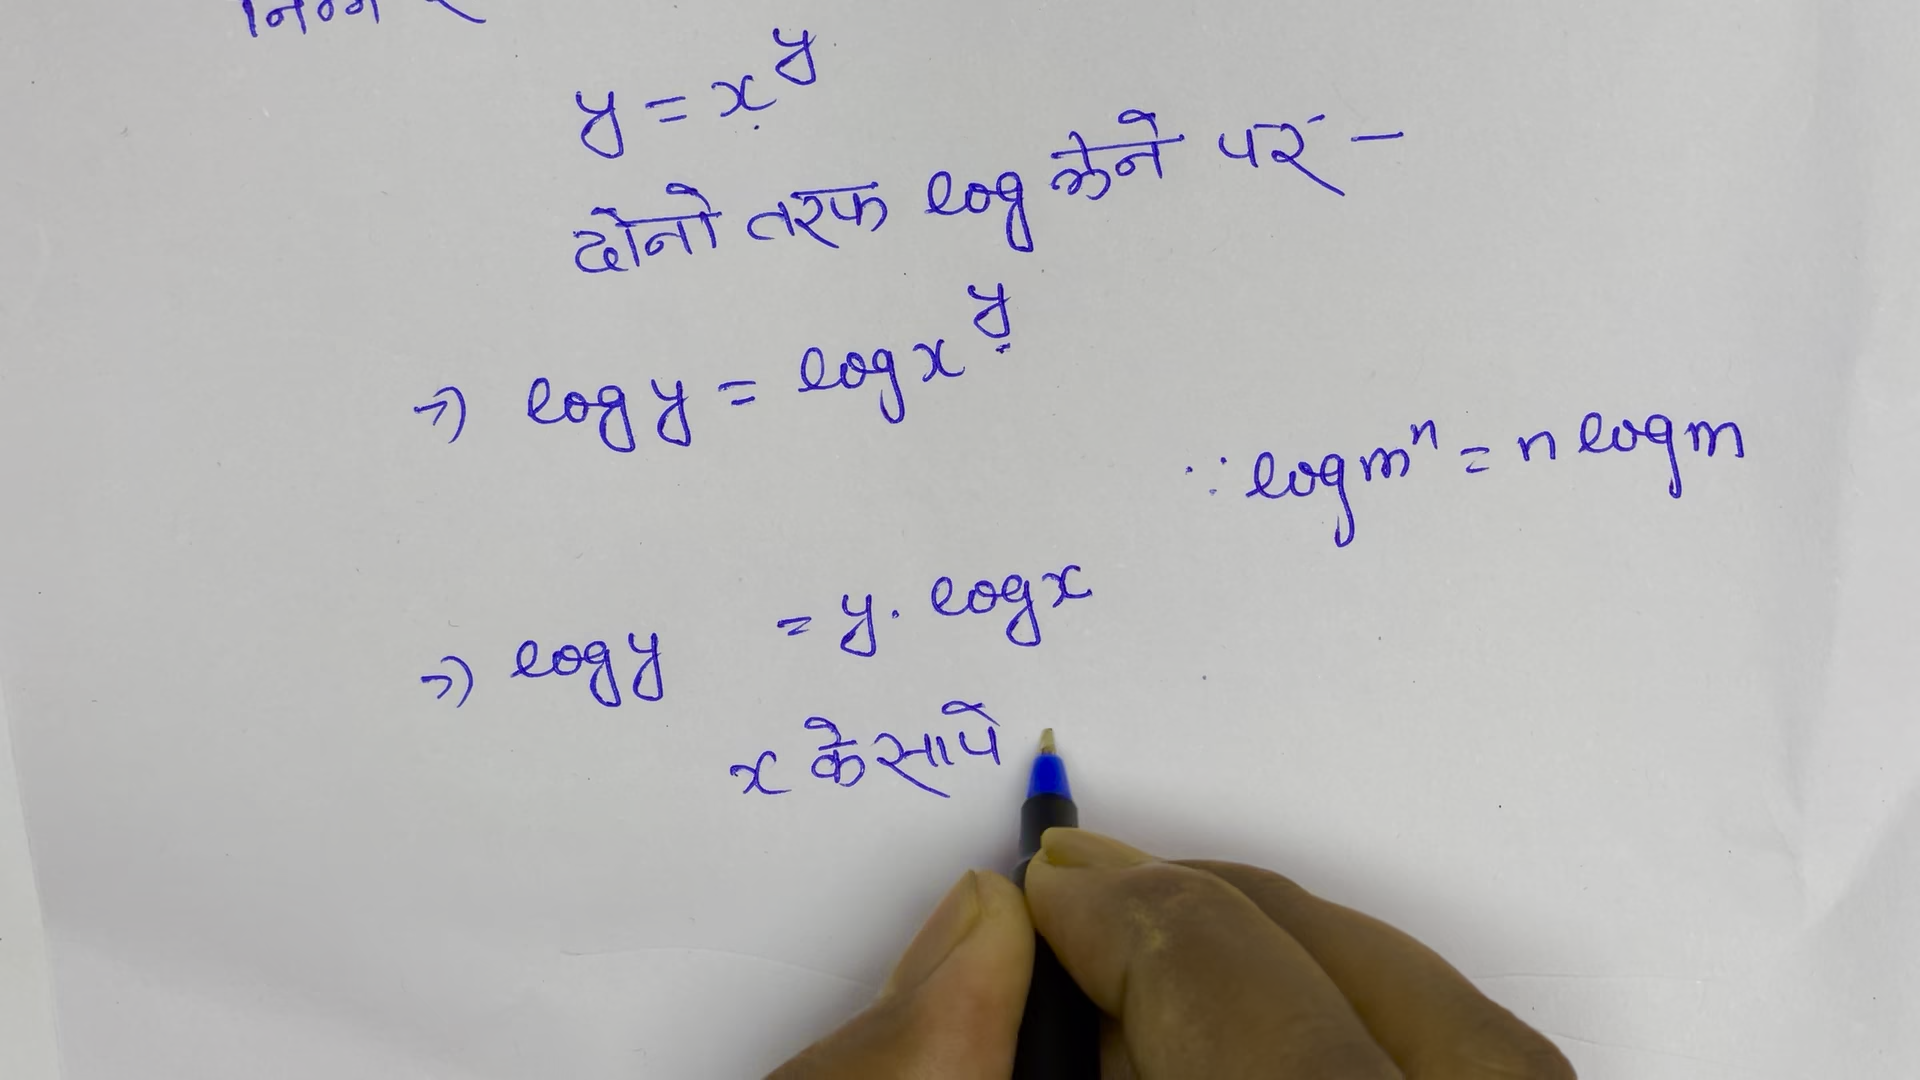 y = x^y
दोनो तरफ log लेने पर -
=> log y = log x^y
∵ log m^n = n log m
=> log y = y. log x
x के सापे